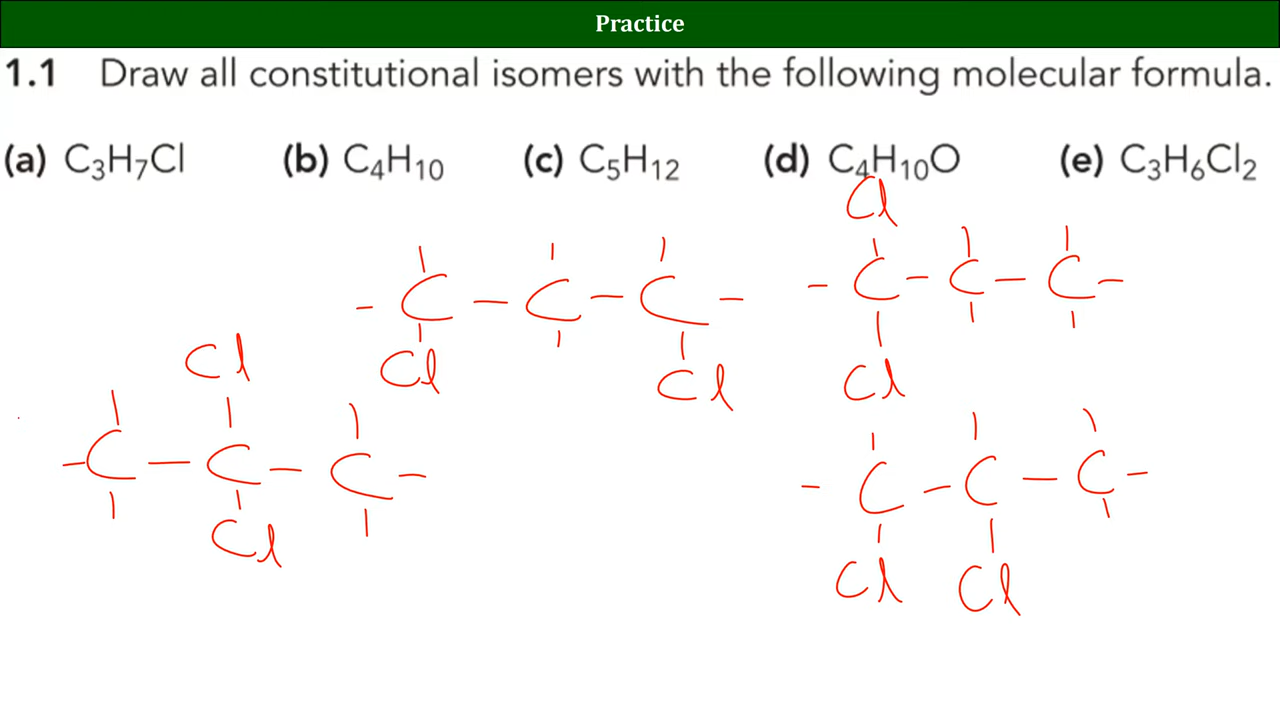 Practice
1.1 Draw all constitutional isomers with the following molecular formula.
(a) C₃H₇Cl (b) C₄H₁₀ (c) C₅H₁₂ (d) C₄H₁₀O (e) C₃H₆Cl₂
Cl
C - C - C
Cl Cl
- C - C - C -
Cl Cl
Cl
- C - C - C -
Cl
- C - C - C -
Cl Cl